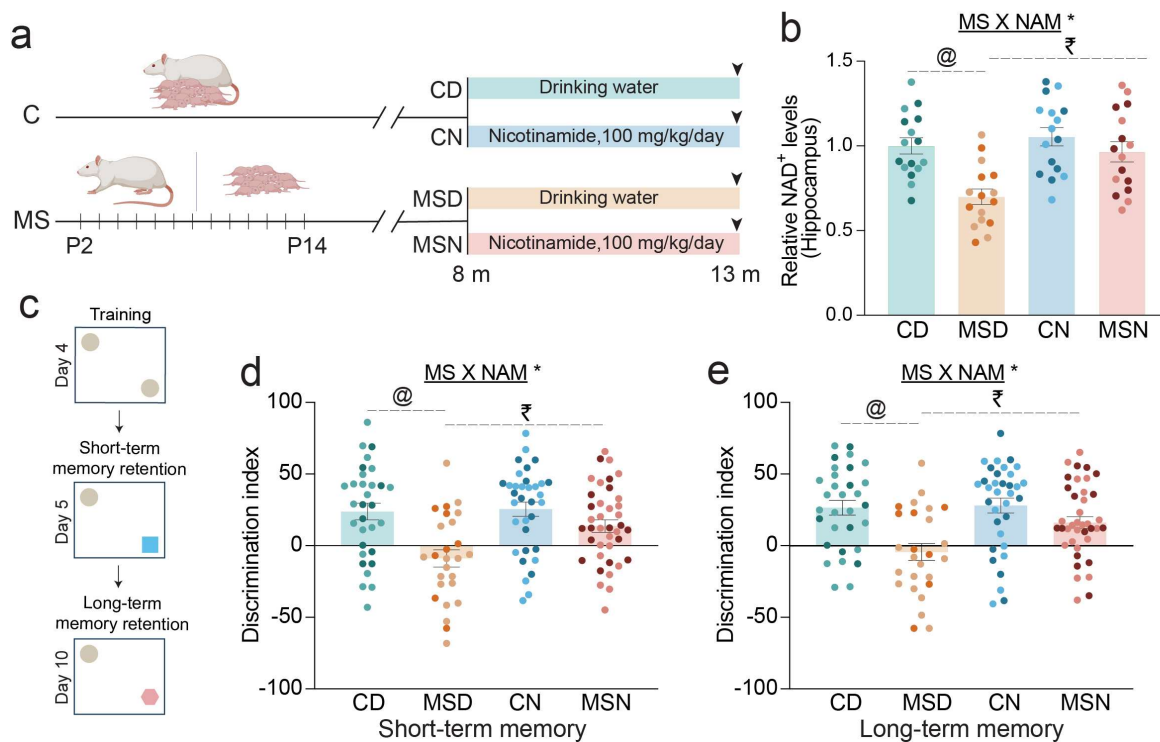 a
C
CD
Drinking water
CN
Nicotinamide,100 mg/kg/day
MS
P2
P14
MSD
Drinking water
MSN
Nicotinamide,100 mg/kg/day
8 m
13 m
b
MS X NAM *
@
₹
Relative NAD⁺ levels
(Hippocampus)
1.5
1.0
0.5
0.0
CD
MSD
CN
MSN
c
Training
Day 4
Short-term
memory retention
Day 5
Long-term
memory retention
Day 10
d
MS X NAM *
@
₹
Discrimination index
100
50
0
-50
-100
CD
MSD
CN
MSN
Short-term memory
e
MS X NAM *
@
₹
Discrimination index
100
50
0
-50
-100
CD
MSD
CN
MSN
Long-term memory